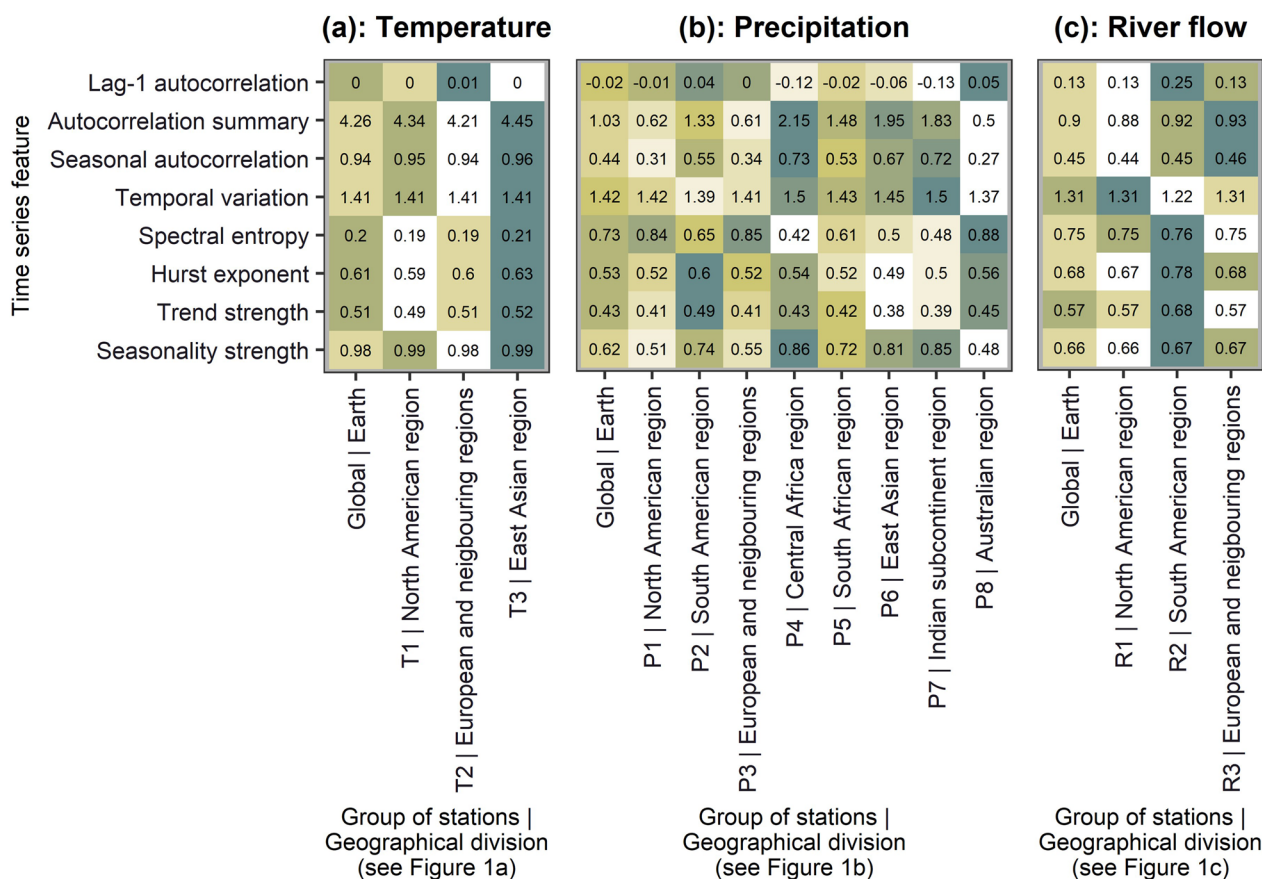 (a): Temperature
(b): Precipitation
(c): River flow
Time series feature
Lag-1 autocorrelation 0 0 0.01 0 -0.02 -0.01 0.04 0 -0.12 -0.02 -0.06 -0.13 0.05 0.13 0.13 0.25 0.13
Autocorrelation summary 4.26 4.34 4.21 4.45 1.03 0.62 1.33 0.61 2.15 1.48 1.95 1.83 0.5 0.9 0.88 0.92 0.93
Seasonal autocorrelation 0.94 0.95 0.94 0.96 0.44 0.31 0.55 0.34 0.73 0.53 0.67 0.72 0.27 0.45 0.44 0.45 0.46
Temporal variation 1.41 1.41 1.41 1.41 1.42 1.42 1.39 1.41 1.5 1.43 1.45 1.5 1.37 1.31 1.31 1.22 1.31
Spectral entropy 0.2 0.19 0.19 0.21 0.73 0.84 0.65 0.85 0.42 0.61 0.5 0.48 0.88 0.75 0.75 0.76 0.75
Hurst exponent 0.61 0.59 0.6 0.63 0.53 0.52 0.6 0.52 0.54 0.52 0.49 0.5 0.56 0.68 0.67 0.78 0.68
Trend strength 0.51 0.49 0.51 0.52 0.43 0.41 0.49 0.41 0.43 0.42 0.38 0.39 0.45 0.57 0.57 0.68 0.57
Seasonality strength 0.98 0.99 0.98 0.99 0.62 0.51 0.74 0.55 0.86 0.72 0.81 0.85 0.48 0.66 0.66 0.67 0.67
Global | Earth
T1 | North American region
T2 | European and neigbouring regions
T3 | East Asian region
Global | Earth
P1 | North American region
P2 | South American region
P3 | European and neighbouring regions
P4 | Central Africa region
P5 | South African region
P6 | East Asian region
P7 | Indian subcontinent region
P8 | Australian region
Global | Earth
R1 | North American region
R2 | South American region
R3 | European and neighbouring regions
Group of stations |
Geographical division
(see Figure 1a)
Group of stations |
Geographical division
(see Figure 1b)
Group of stations |
Geographical division
(see Figure 1c)